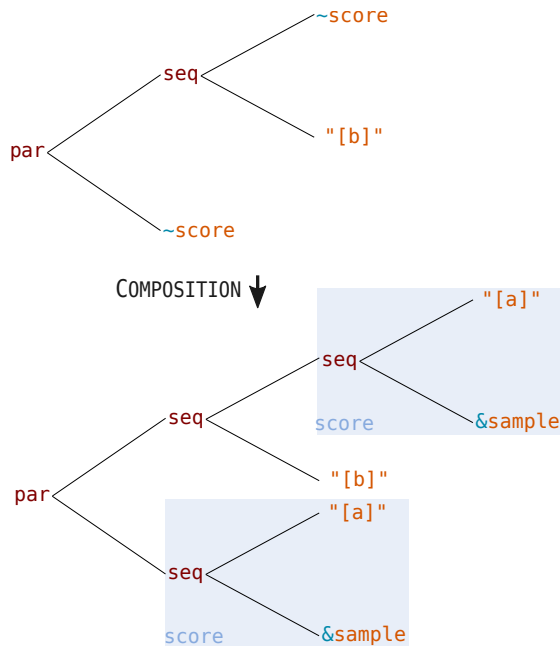 ~score
seq
"[b]"
par
~score
COMPOSITION
"[a]"
seq
score
&sample
seq
"[b]"
par
"[a]"
seq
score
&sample